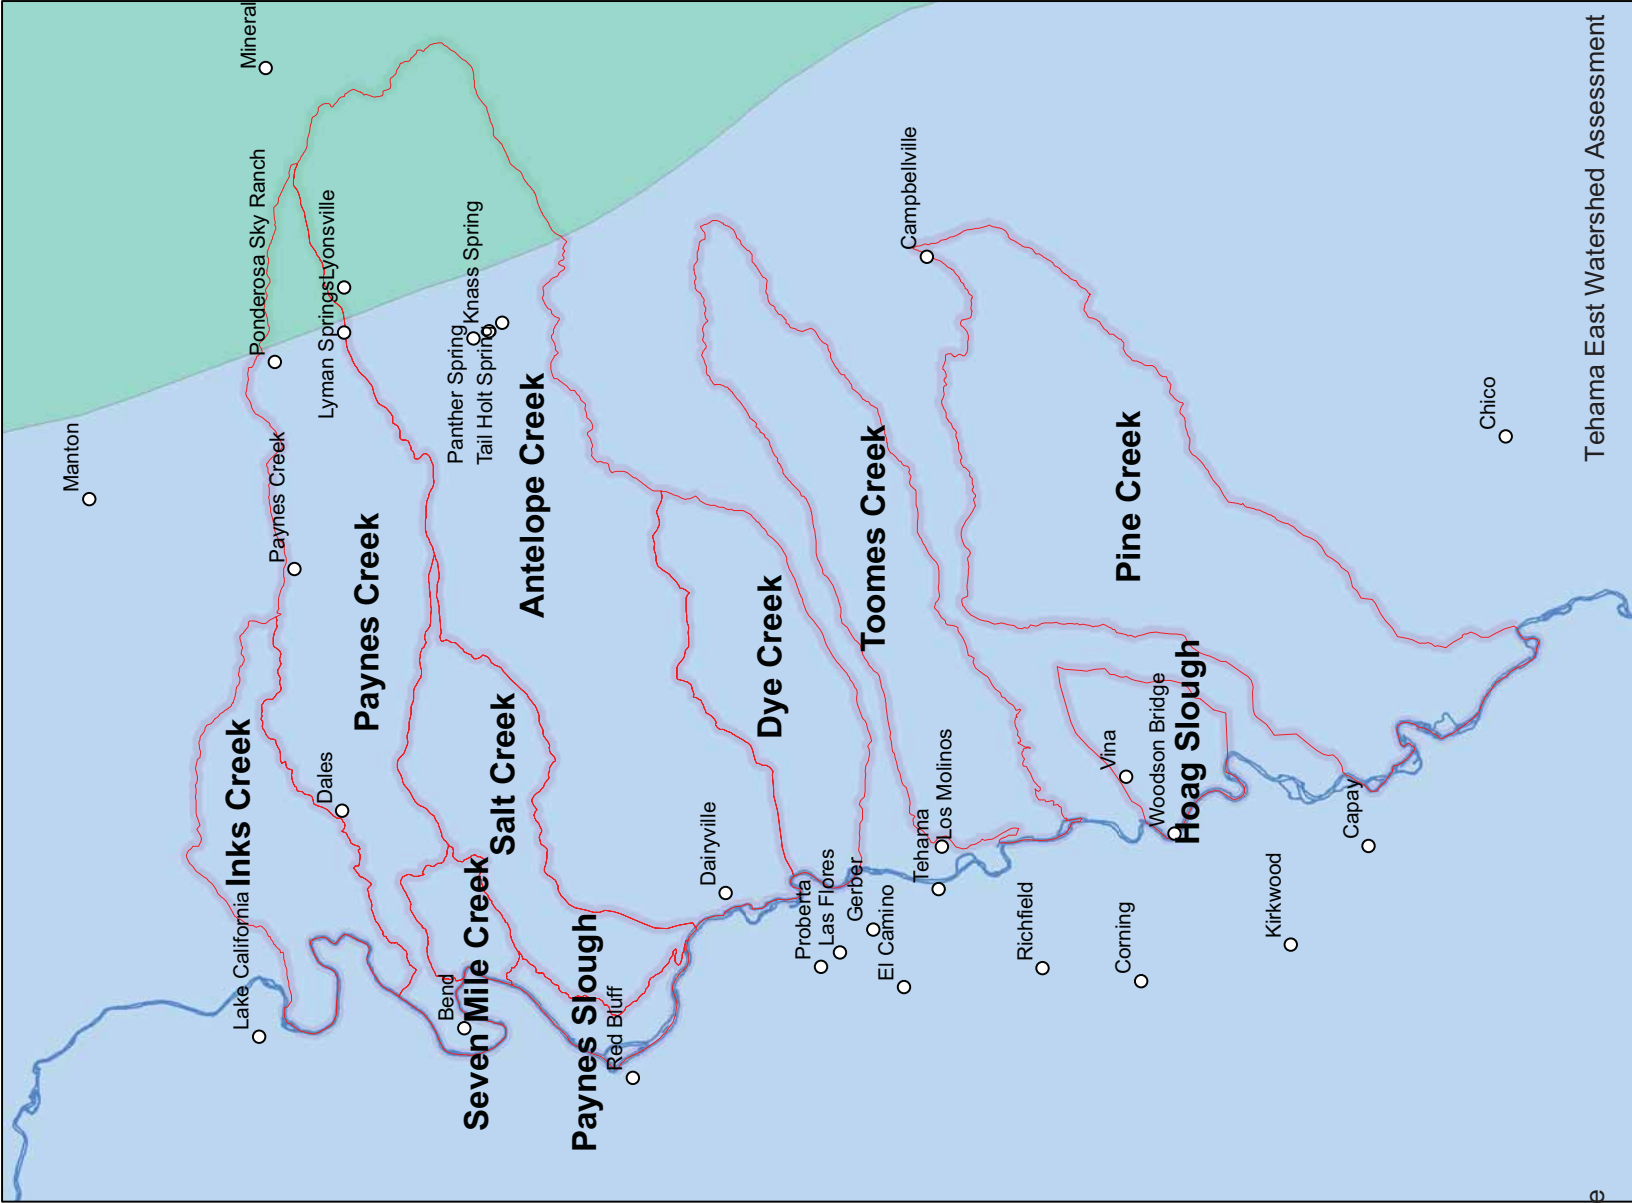 Mineral
Ponderosa Sky Ranch
Lyonsville
Lyman Springs
Knass Spring
Panther Spring
Tail Holt Spring
Manton
Paynes Creek
Campbellville
Chico
Paynes Creek
Antelope Creek
Toomes Creek
Pine Creek
Dye Creek
Inks Creek
Salt Creek
Seven Mile Creek
Paynes Slough
Hoag Slough
Dales
Dairyville
Los Molinos
Vina
Woodson Bridge
Capay
Lake California
Bend
Red Bluff
Proberta
Las Flores
Gerber
El Camino
Tehama
Richfield
Corning
Kirkwood
Tehama East Watershed Assessment
e